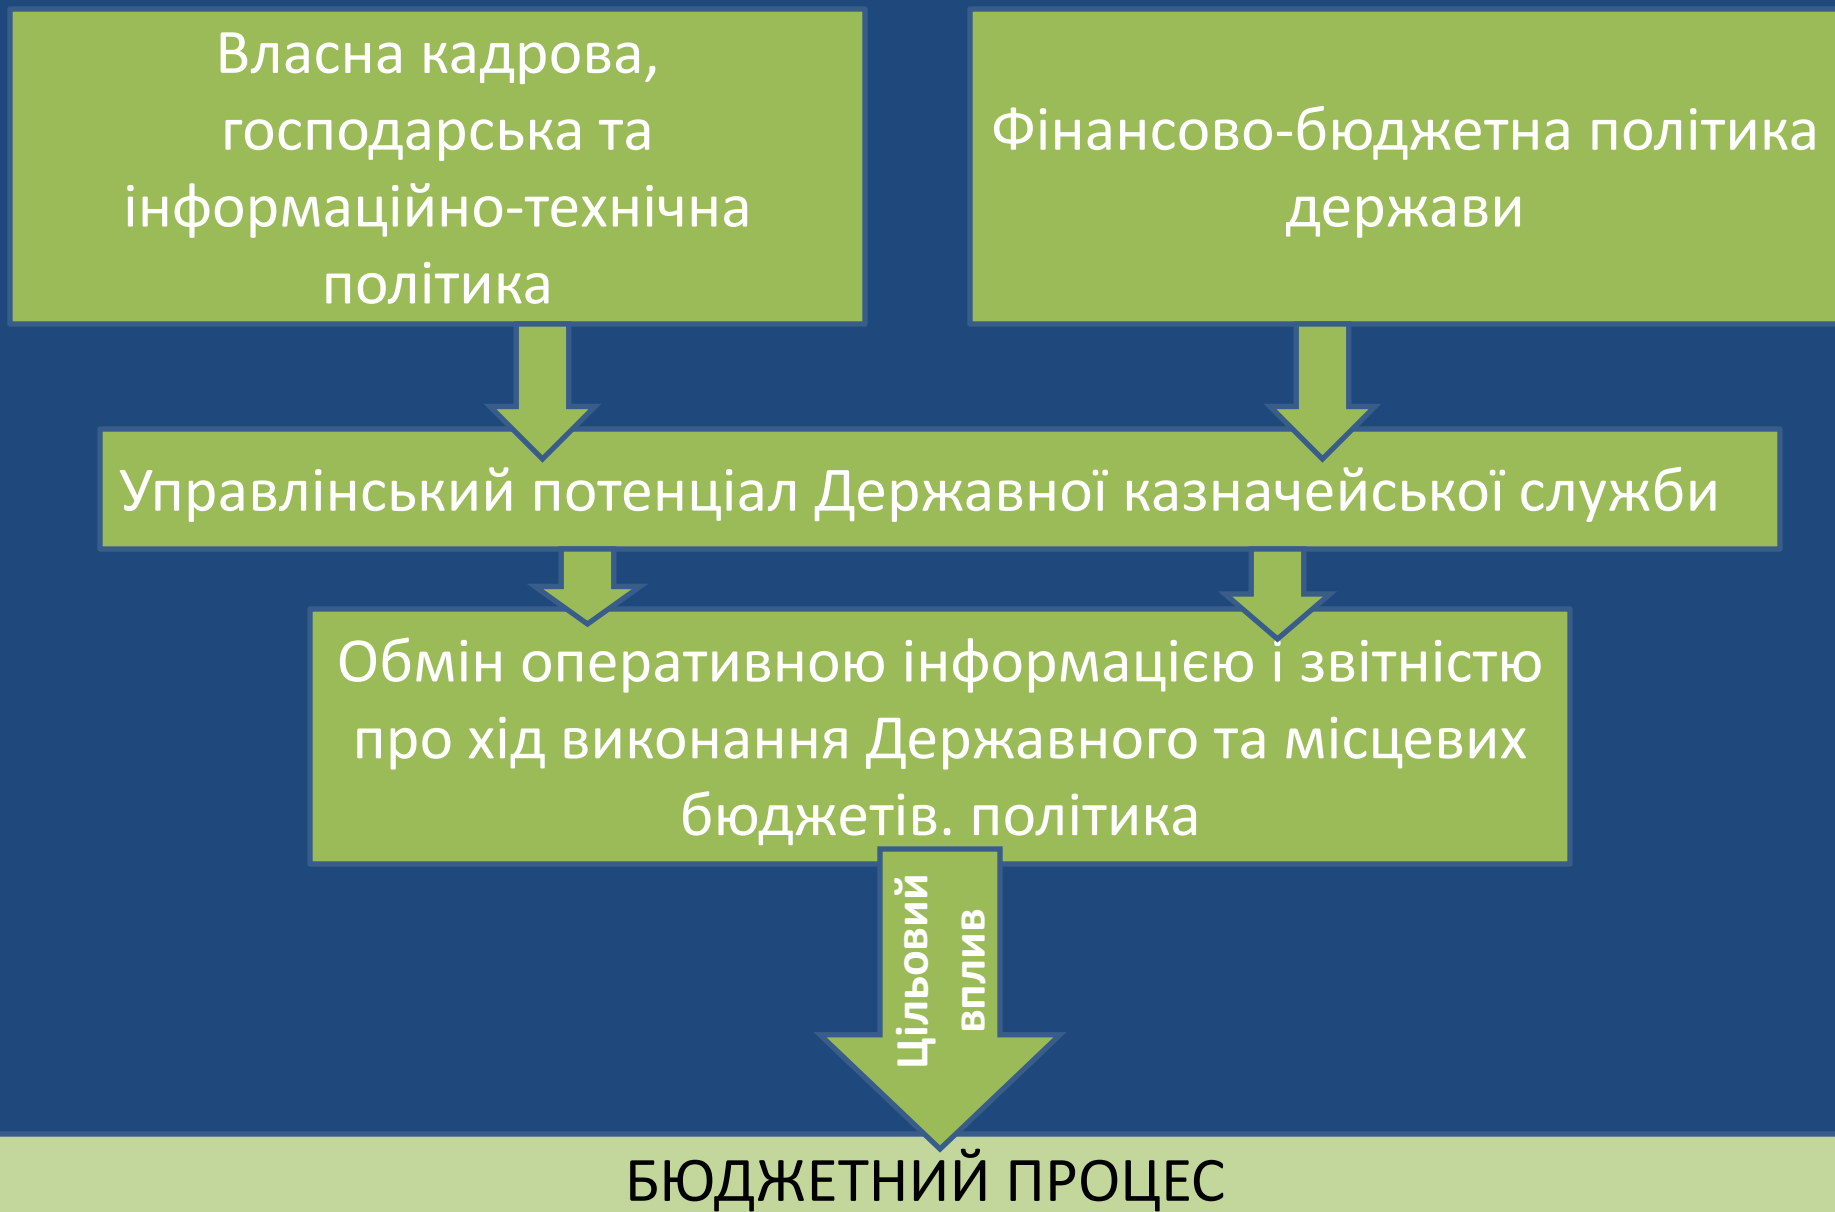 Власна кадрова,
господарська та
інформаційно-технічна
політика
Фінансово-бюджетна політика
держави
Управлінський потенціал Державної казначейської служби
Обмін оперативною інформацією і звітністю
про хід виконання Державного та місцевих
бюджетів. політика
Цільовий
вплив
БЮДЖЕТНИЙ ПРОЦЕС